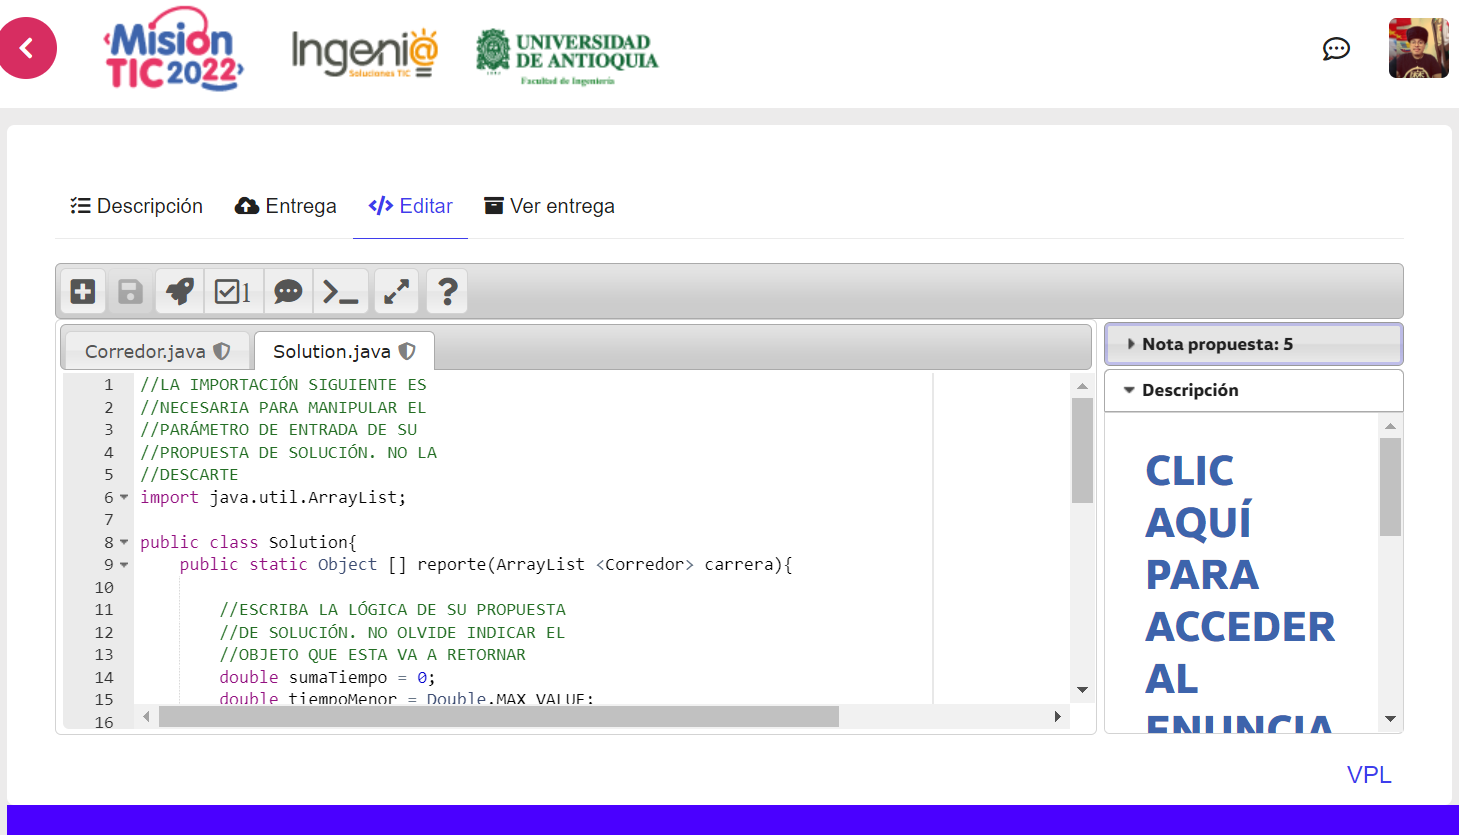 ‹Misión
TIC 2022›
Ingeni@
Soluciones TIC
UNIVERSIDAD
DE ANTIOQUIA
1803
Facultad de Ingeniería
Descripción
Entrega
</> Editar
Ver entrega
1
?
Corredor.java
Solution.java
Nota propuesta: 5
Descripción
1 //LA IMPORTACIÓN SIGUIENTE ES
2 //NECESARIA PARA MANIPULAR EL
3 //PARÁMETRO DE ENTRADA DE SU
4 //PROPUESTA DE SOLUCIÓN. NO LA
5 //DESCARTE
6 import java.util.ArrayList;
7
8 public class Solution{
9 public static Object [] reporte(ArrayList <Corredor> carrera){
10
11 //ESCRIBA LA LÓGICA DE SU PROPUESTA
12 //DE SOLUCIÓN. NO OLVIDE INDICAR EL
13 //OBJETO QUE ESTA VA A RETORNAR
14 double sumaTiempo = 0;
15 double tiempoMenor = Double.MAX_VALUE;
16
CLIC
AQUÍ
PARA
ACCEDER
AL
ENUNCIA
VPL